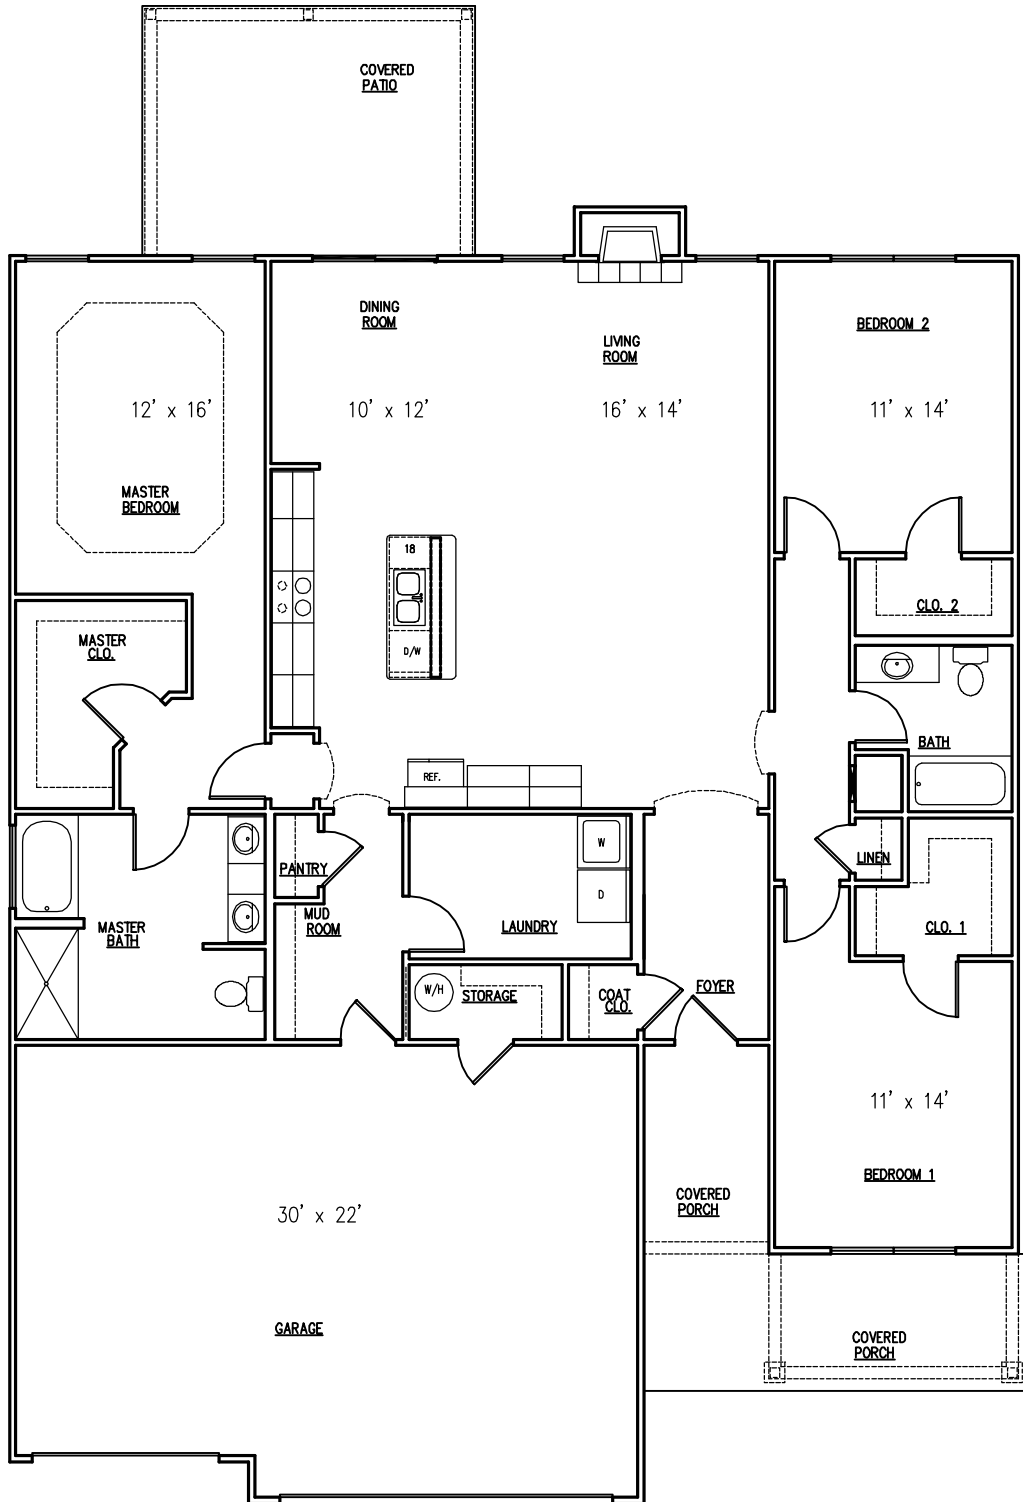 COVERED
PATIO
DINING
ROOM
LIVING
ROOM
BEDROOM 2
12' x 16'
10' x 12'
16' x 14'
11' x 14'
MASTER
BEDROOM
18
D/W
CLO. 2
MASTER
CLO.
BATH
REF.
W
D
PANTRY
LINEN
MUD
ROOM
MASTER
BATH
LAUNDRY
CLO. 1
W/H
STORAGE
COAT
CLO.
FOYER
11' x 14'
BEDROOM 1
COVERED
PORCH
30' x 22'
GARAGE
COVERED
PORCH